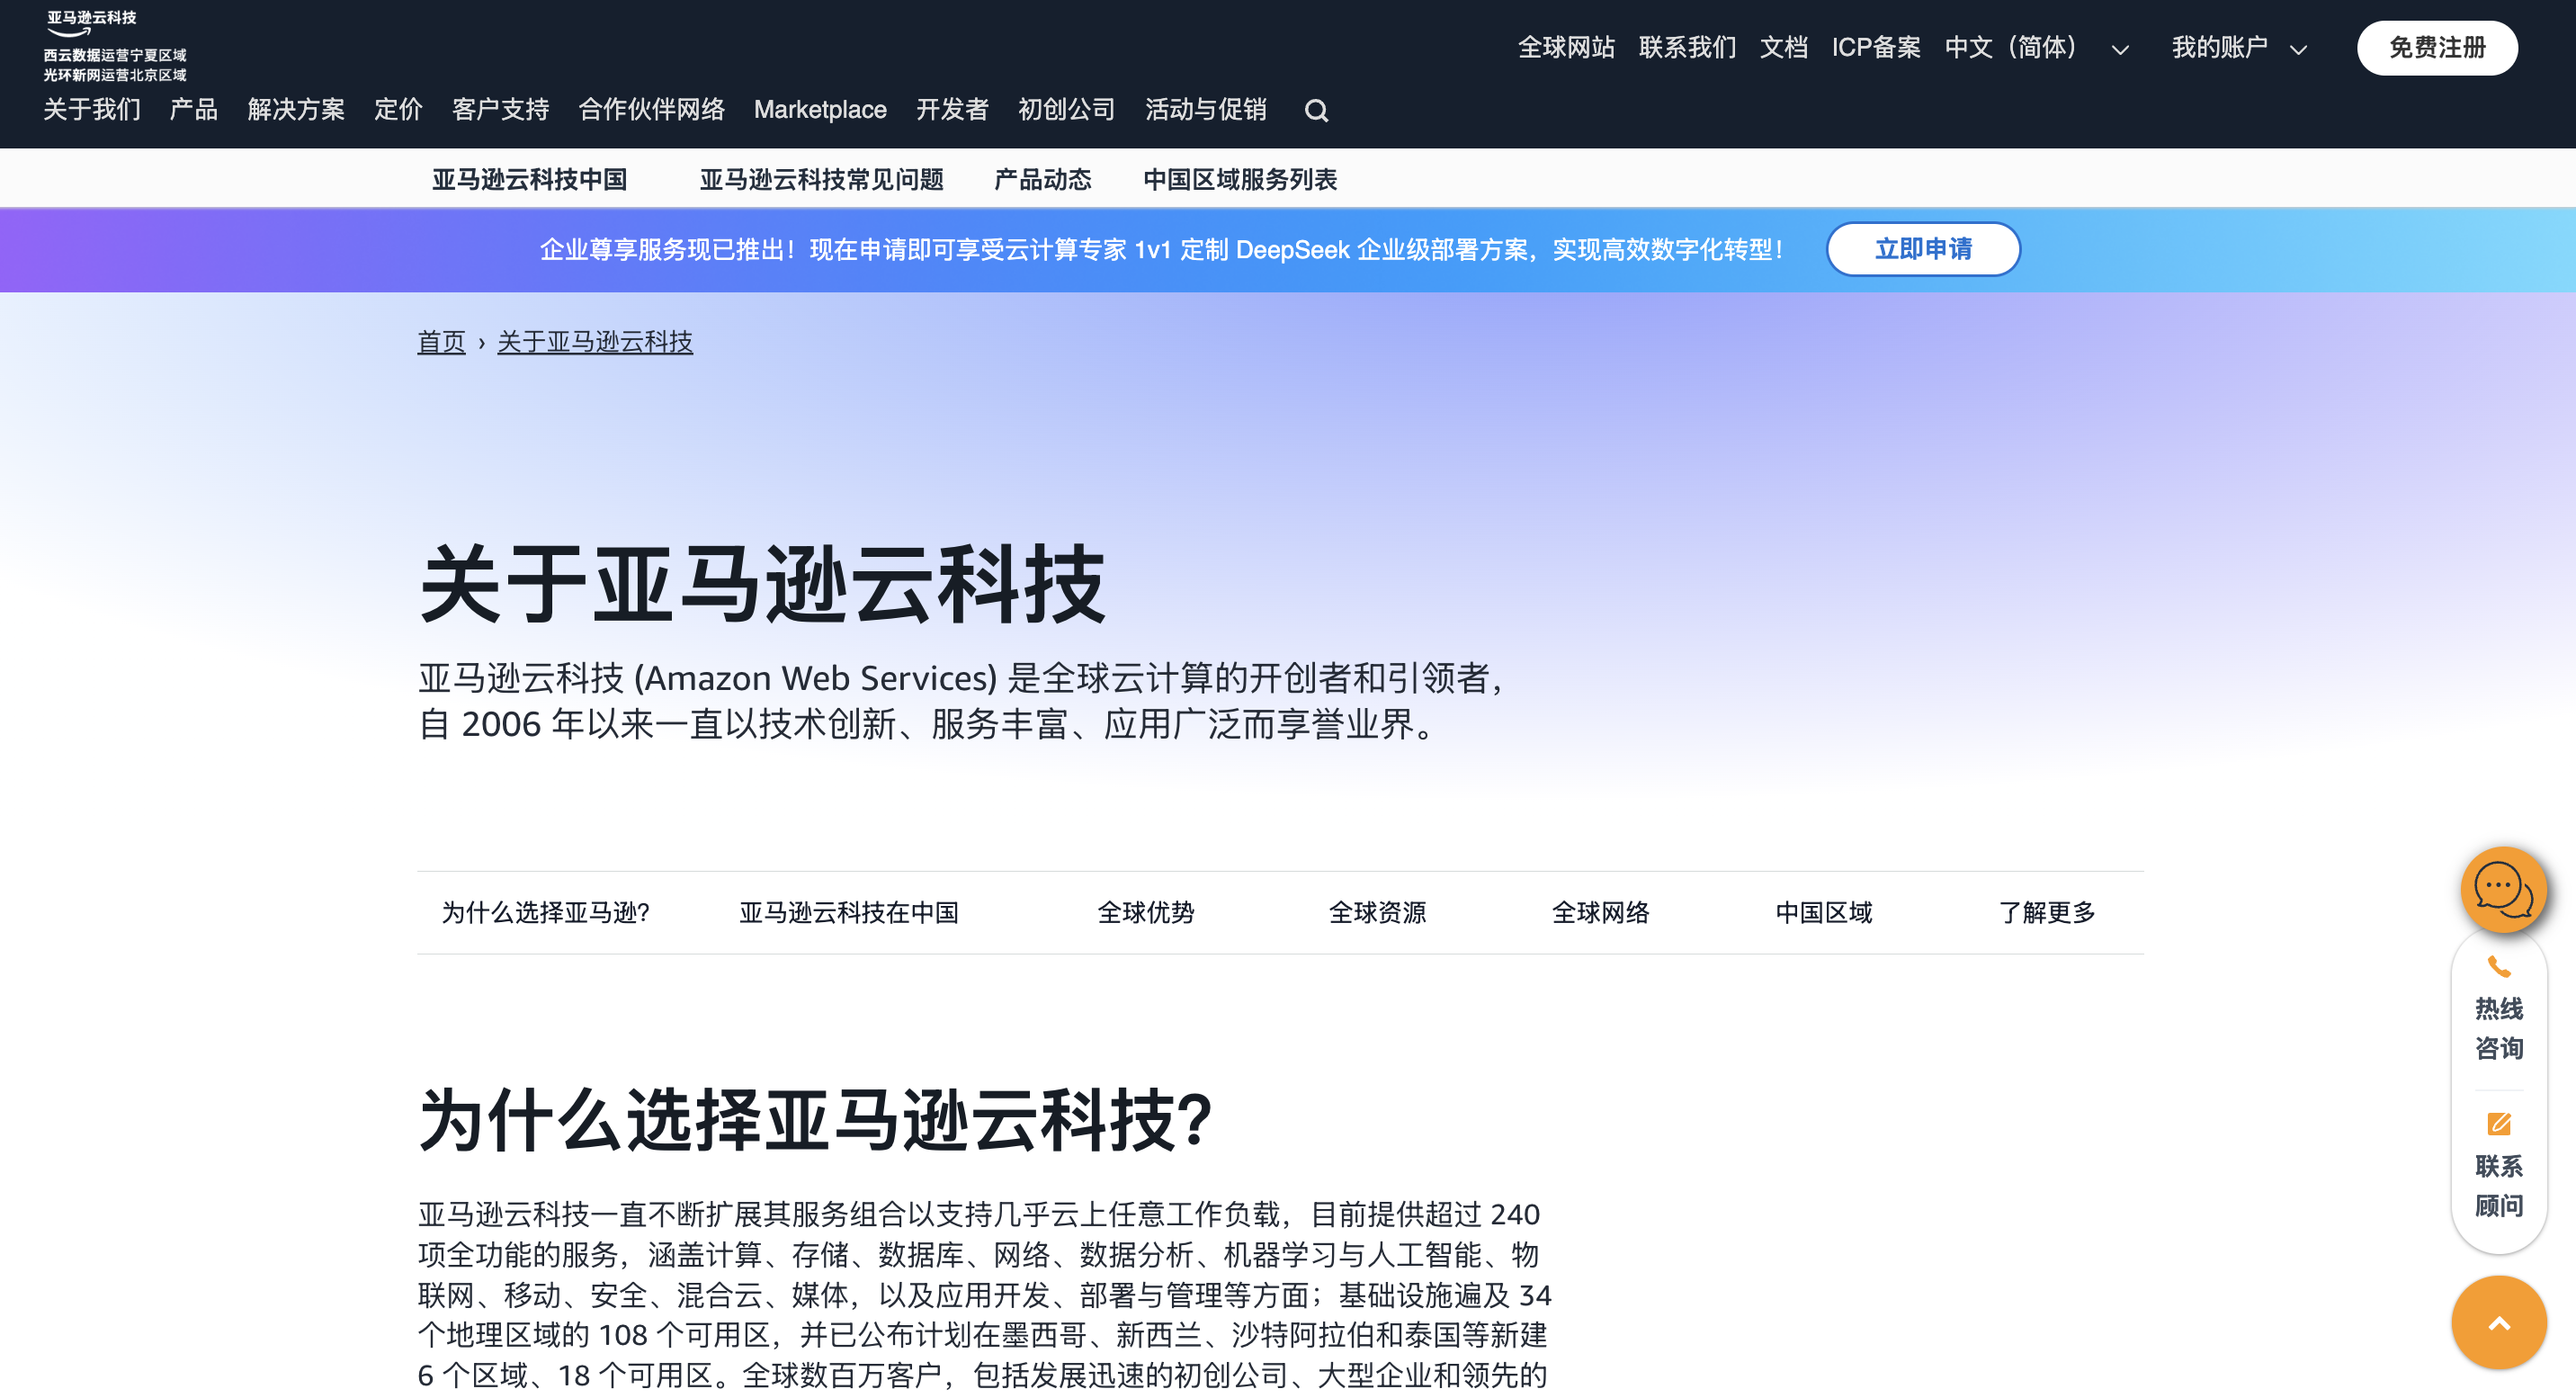 亚马逊云科技
西云数据运营宁夏区域
光环新网运营北京区域
全球网站 联系我们 文档 ICP备案 中文（简体） 我的账户 免费注册
关于我们 产品 解决方案 定价 客户支持 合作伙伴网络 Marketplace 开发者 初创公司 活动与促销
亚马逊云科技中国 亚马逊云科技常见问题 产品动态 中国区域服务列表
企业尊享服务现已推出！现在申请即可享受云计算专家 1v1 定制 DeepSeek 企业级部署方案，实现高效数字化转型！ 立即申请
首页 › 关于亚马逊云科技
关于亚马逊云科技
亚马逊云科技 (Amazon Web Services) 是全球云计算的开创者和引领者，
自 2006 年以来一直以技术创新、服务丰富、应用广泛而享誉业界。
为什么选择亚马逊? 亚马逊云科技在中国 全球优势 全球资源 全球网络 中国区域 了解更多
为什么选择亚马逊云科技?
亚马逊云科技一直不断扩展其服务组合以支持几乎云上任意工作负载，目前提供超过 240
项全功能的服务，涵盖计算、存储、数据库、网络、数据分析、机器学习与人工智能、物
联网、移动、安全、混合云、媒体，以及应用开发、部署与管理等方面；基础设施遍及 34
个地理区域的 108 个可用区，并已公布计划在墨西哥、新西兰、沙特阿拉伯和泰国等新建
6 个区域、18 个可用区。全球数百万客户，包括发展迅速的初创公司、大型企业和领先的
热线
咨询
联系
顾问